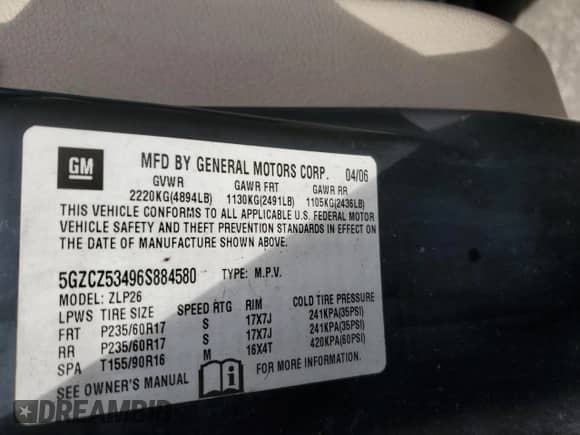 GM
MFD BY GENERAL MOTORS CORP. 04/06
GVWR GAWR FRT GAWR RR
2220KG(4894LB) 1130KG(2491LB) 1105KG(2436LB)
THIS VEHICLE CONFORMS TO ALL APPLICABLE U.S. FEDERAL MOTOR
VEHICLE SAFETY AND THEFT PREVENTION STANDARDS IN EFFECT ON
THE DATE OF MANUFACTURE SHOWN ABOVE.
5GZCZ53496S884580 TYPE: M.P.V.
MODEL: ZLP26
LPWS TIRE SIZE SPEED RTG RIM COLD TIRE PRESSURE
FRT P235/60R17 S 17X7J 241KPA(35PSI)
RR P235/60R17 S 17X7J 241KPA(35PSI)
SPA T155/90R16 M 16X4T 420KPA(60PSI)
SEE OWNER'S MANUAL FOR MORE INFORMATION
DREAMBID